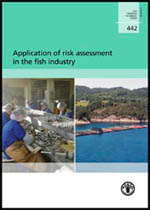 442
Application of risk assessment
in the fish industry